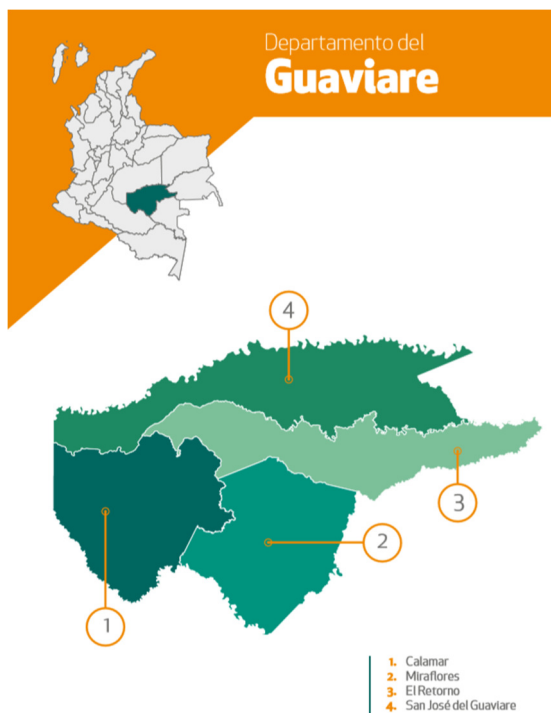 Departamento del
Guaviare
4
3
2
1
1. Calamar
2. Miraflores
3. El Retorno
4. San José del Guaviare